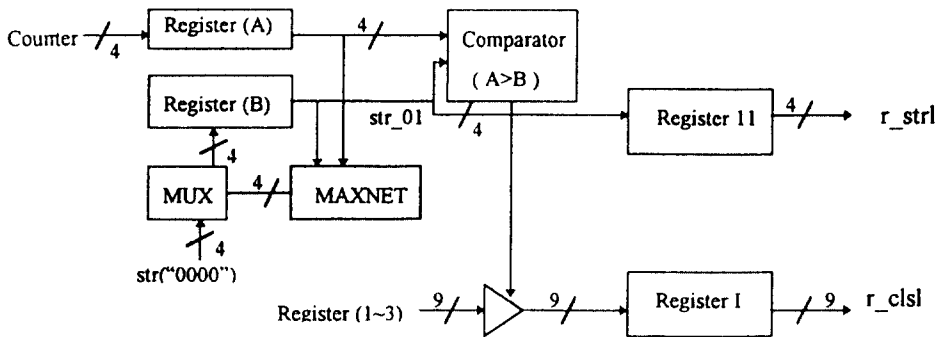 Counter
4
Register (A)
4
Comparator
( A>B )
Register (B)
str_01
4
Register 11
4
r_strl
4
MUX
4
MAXNET
4
str("0000")
Register (1~3)
9
9
Register I
9
r_clsl